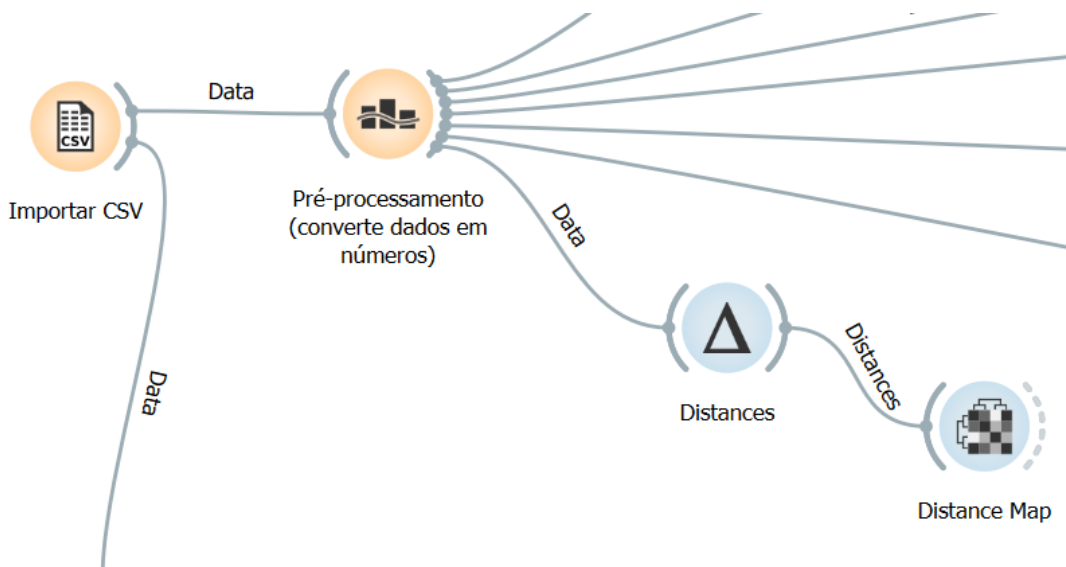 Data
CSV
Importar CSV
Pré-processamento
(converte dados em
números)
Data
Data
Distances
Distances
Distance Map